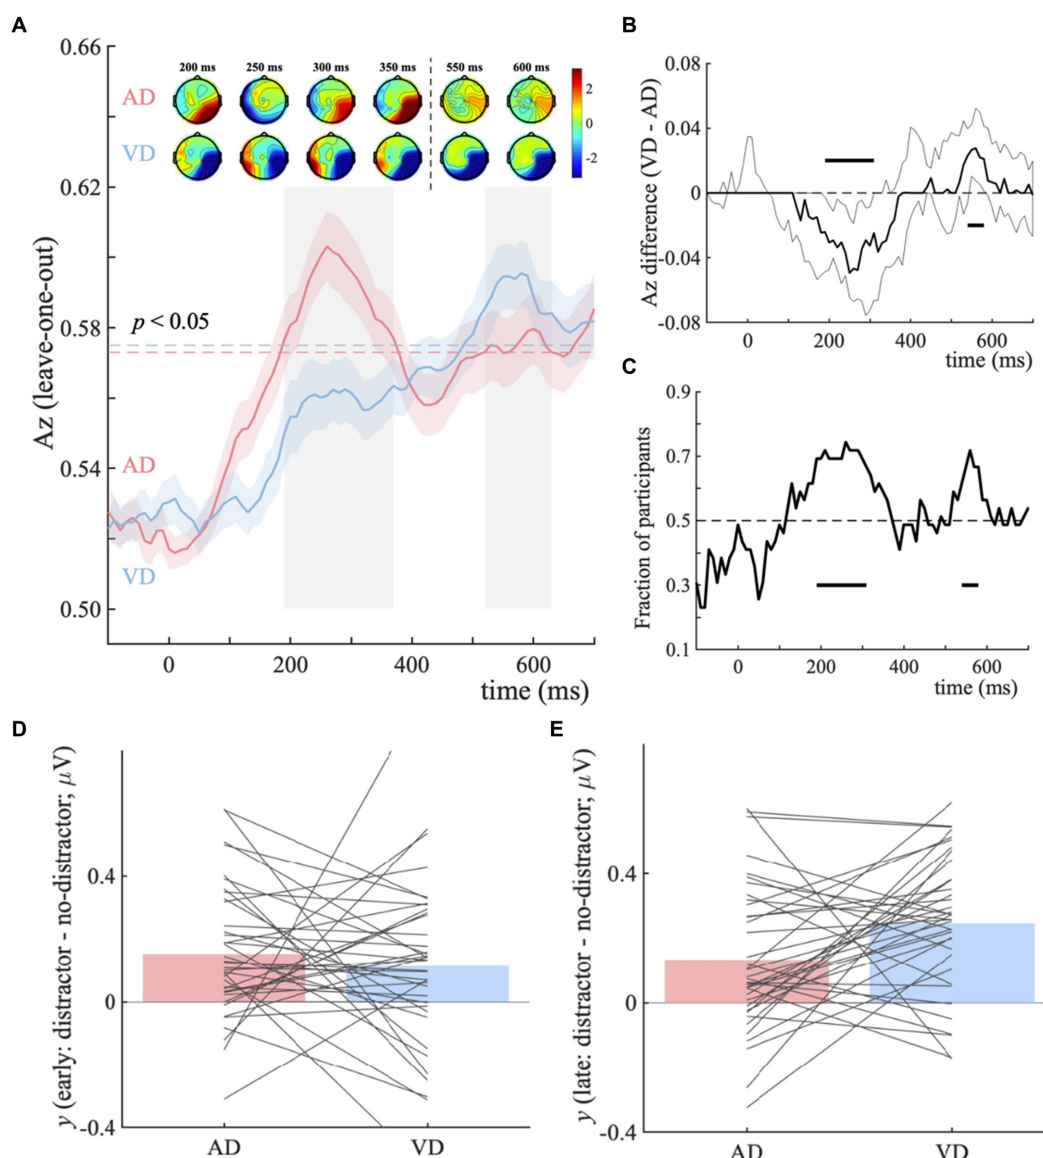 A
0.66
0.62
0.58
0.54
0.50
Az (leave-one-out)
200 ms 250 ms 300 ms 350 ms 550 ms 600 ms
AD
VD
2
0
-2
p < 0.05
AD
VD
0 200 400 600
time (ms)
B
0.08
0.04
0
-0.04
-0.08
Az difference (VD - AD)
0 200 400 600
time (ms)
C
0.9
0.7
0.5
0.3
0.1
Fraction of participants
0 200 400 600
time (ms)
D
y (early: distractor - no-distractor; μV)
0.4
0
-0.4
AD VD
E
y (late: distractor - no-distractor; μV)
0.4
0
-0.4
AD VD